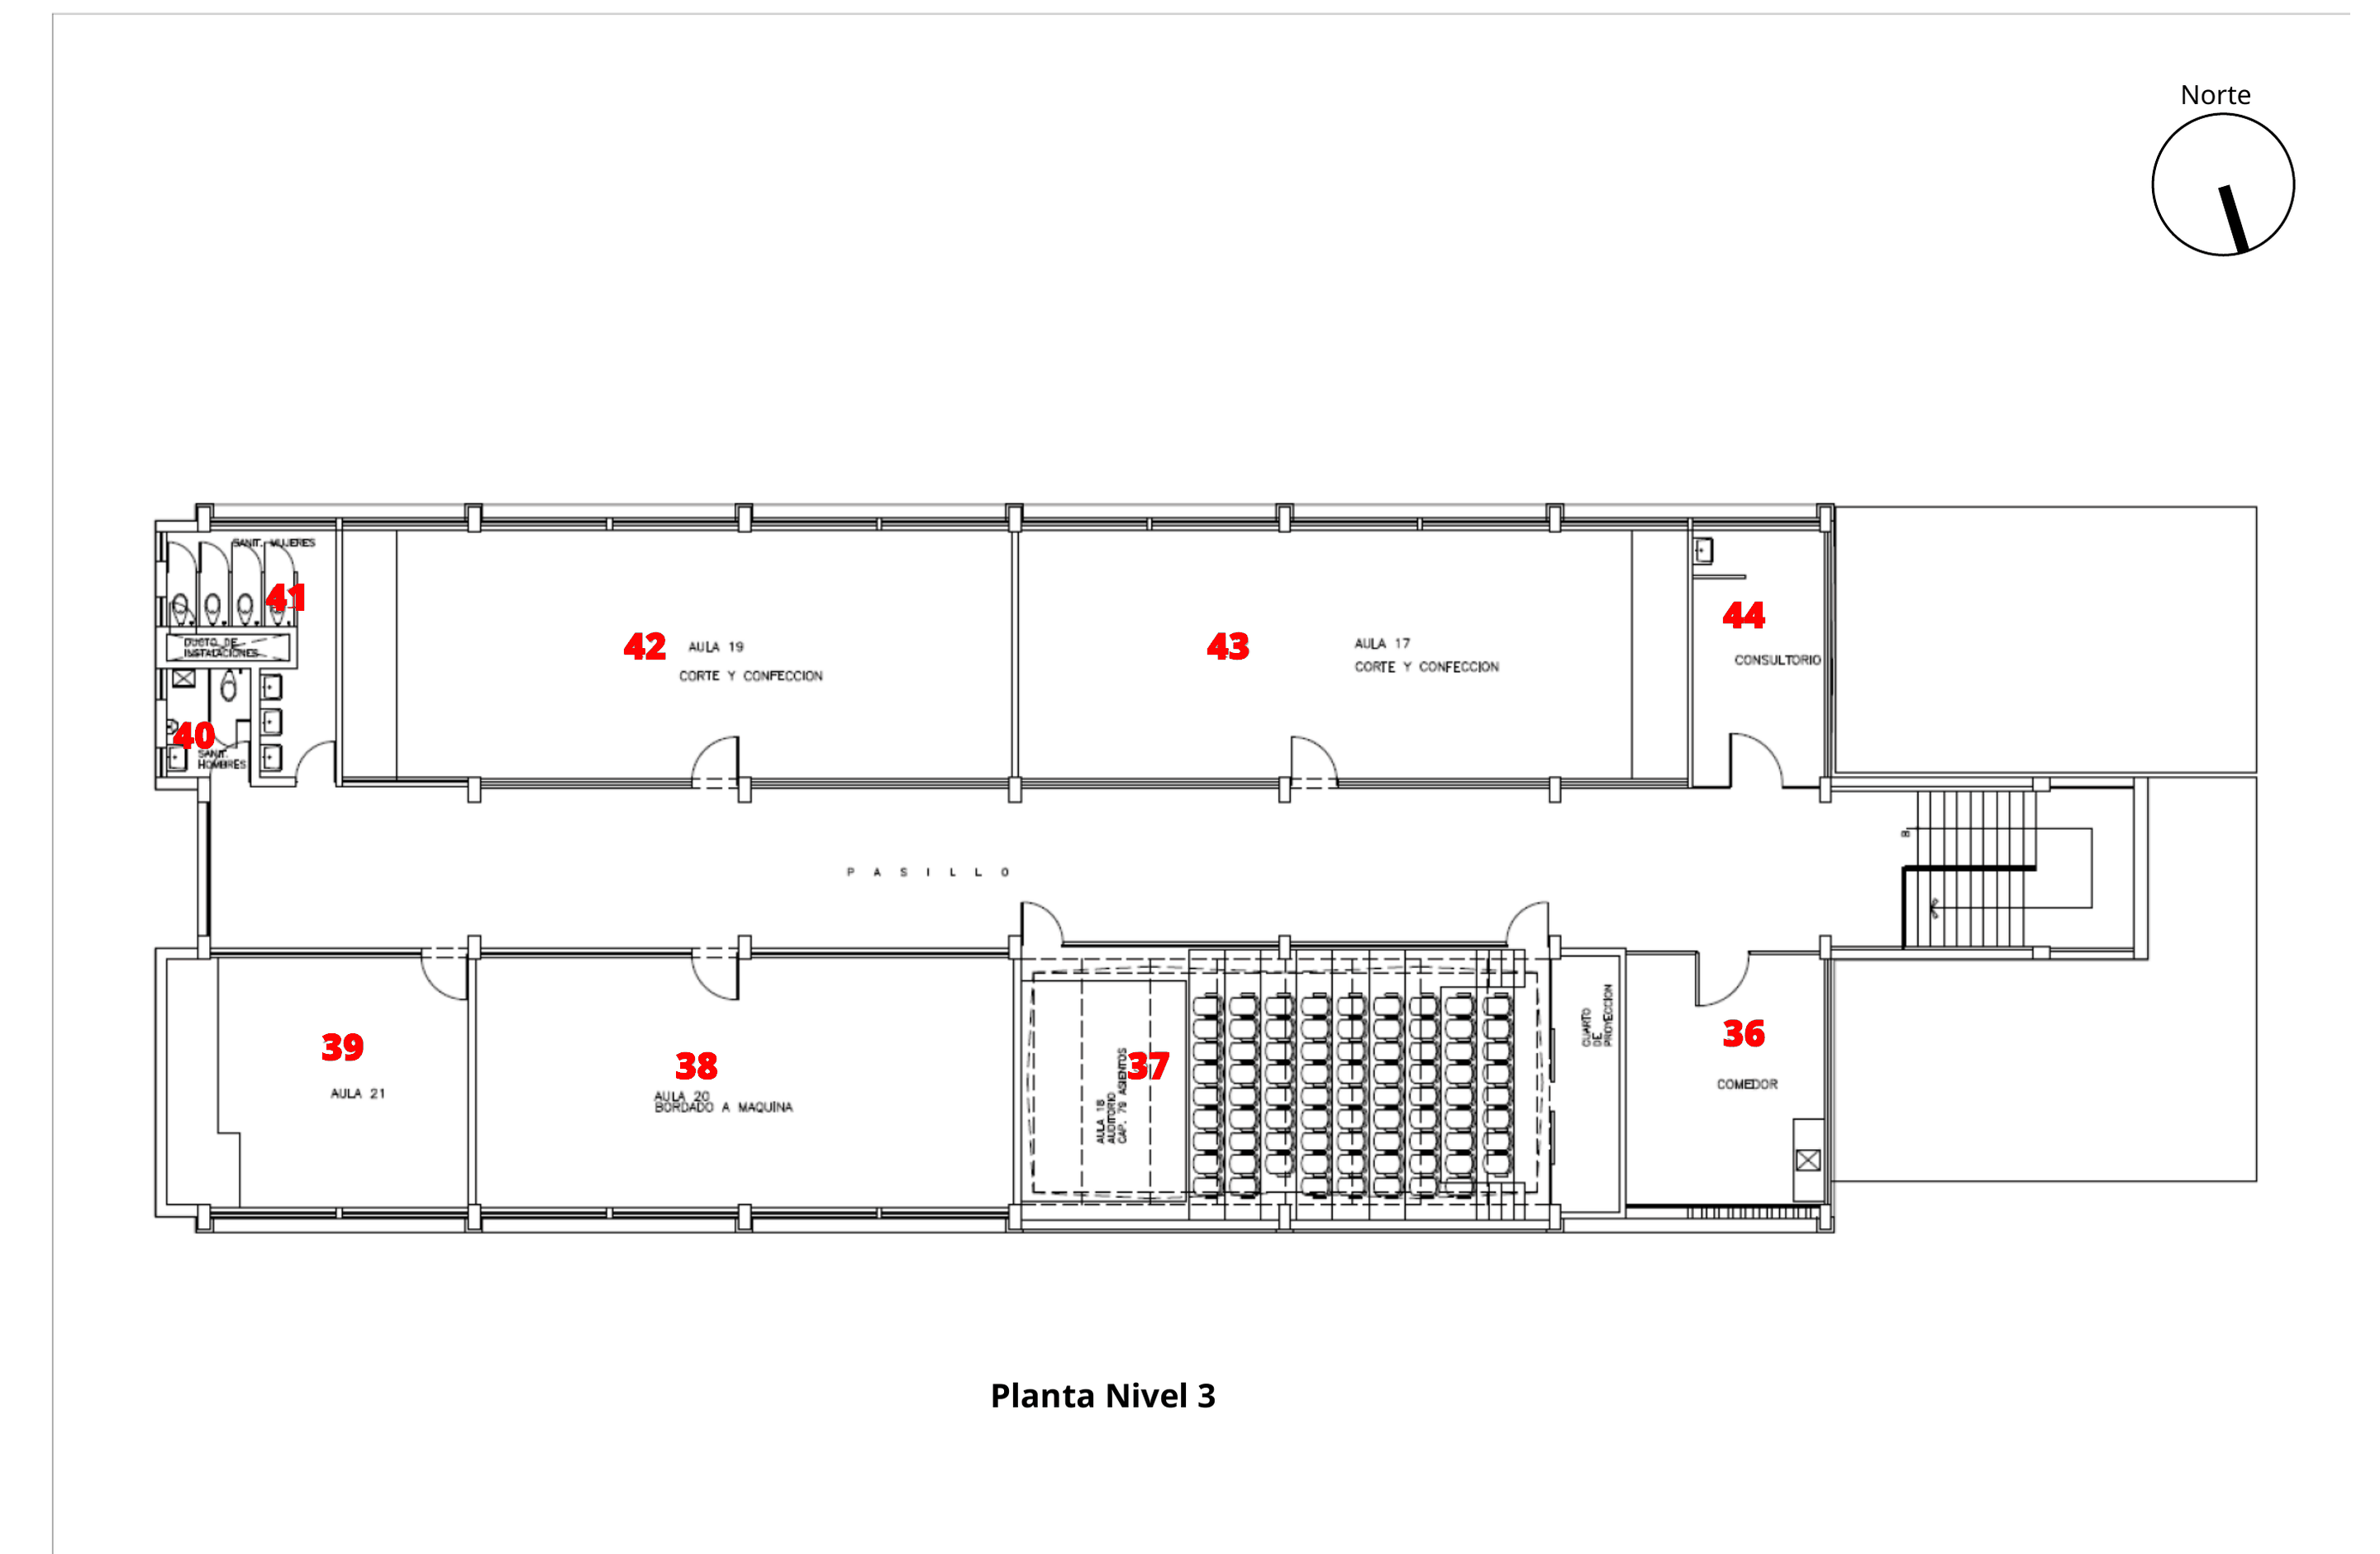 Norte
SANIT. MUJERES
41
DUCTO DE
INSTALACIONES
40
SANIT.
HOMBRES
42
AULA 19
CORTE Y CONFECCION
43
AULA 17
CORTE Y CONFECCION
44
CONSULTORIO
B
P A S I L L O
39
AULA 21
38
AULA 20
BORDADO A MAQUINA
37
AULA 18
AUDITORIO
CAP. 79 ASIENTOS
CUARTO
DE
PROYECCION
36
COMEDOR
Planta Nivel 3